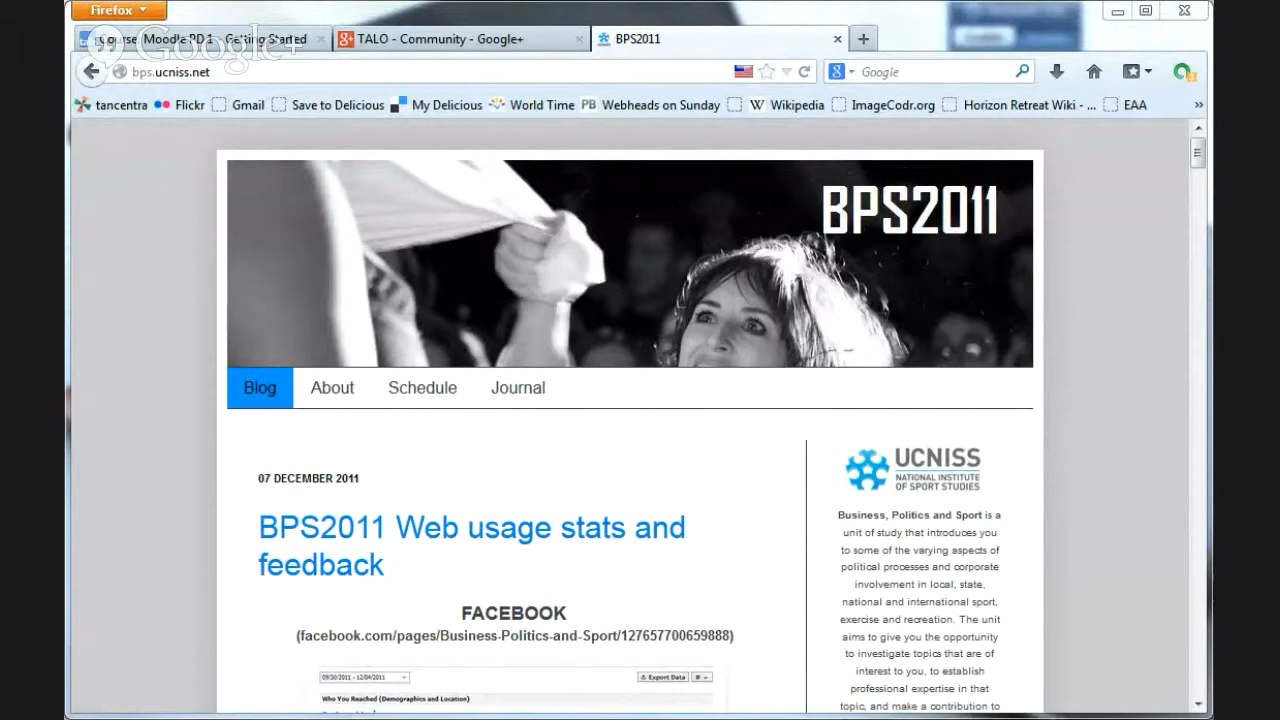 Firefox
Course: Moodle PD 1 - Getting Started
TALO - Community - Google+
BPS2011
Google+
bps.ucniss.net
Google
tancentra
Flickr
Gmail
Save to Delicious
My Delicious
World Time
PB Webheads on Sunday
W Wikipedia
ImageCodr.org
Horizon Retreat Wiki - ...
EAA
»
BPS2011
Blog
About
Schedule
Journal
07 DECEMBER 2011
BPS2011 Web usage stats and
feedback
FACEBOOK
(facebook.com/pages/Business-Politics-and-Sport/127657700659888)
09/30/2011 - 12/04/2011
Export Data
Who You Reached (Demographics and Location)
UCNISS
NATIONAL INSTITUTE
OF SPORT STUDIES
Business, Politics and Sport is a
unit of study that introduces you
to some of the varying aspects of
political processes and corporate
involvement in local, state,
national and international sport,
exercise and recreation. The unit
aims to give you the opportunity
to investigate topics that are of
interest to you, to establish
professional expertise in that
topic, and make a contribution to